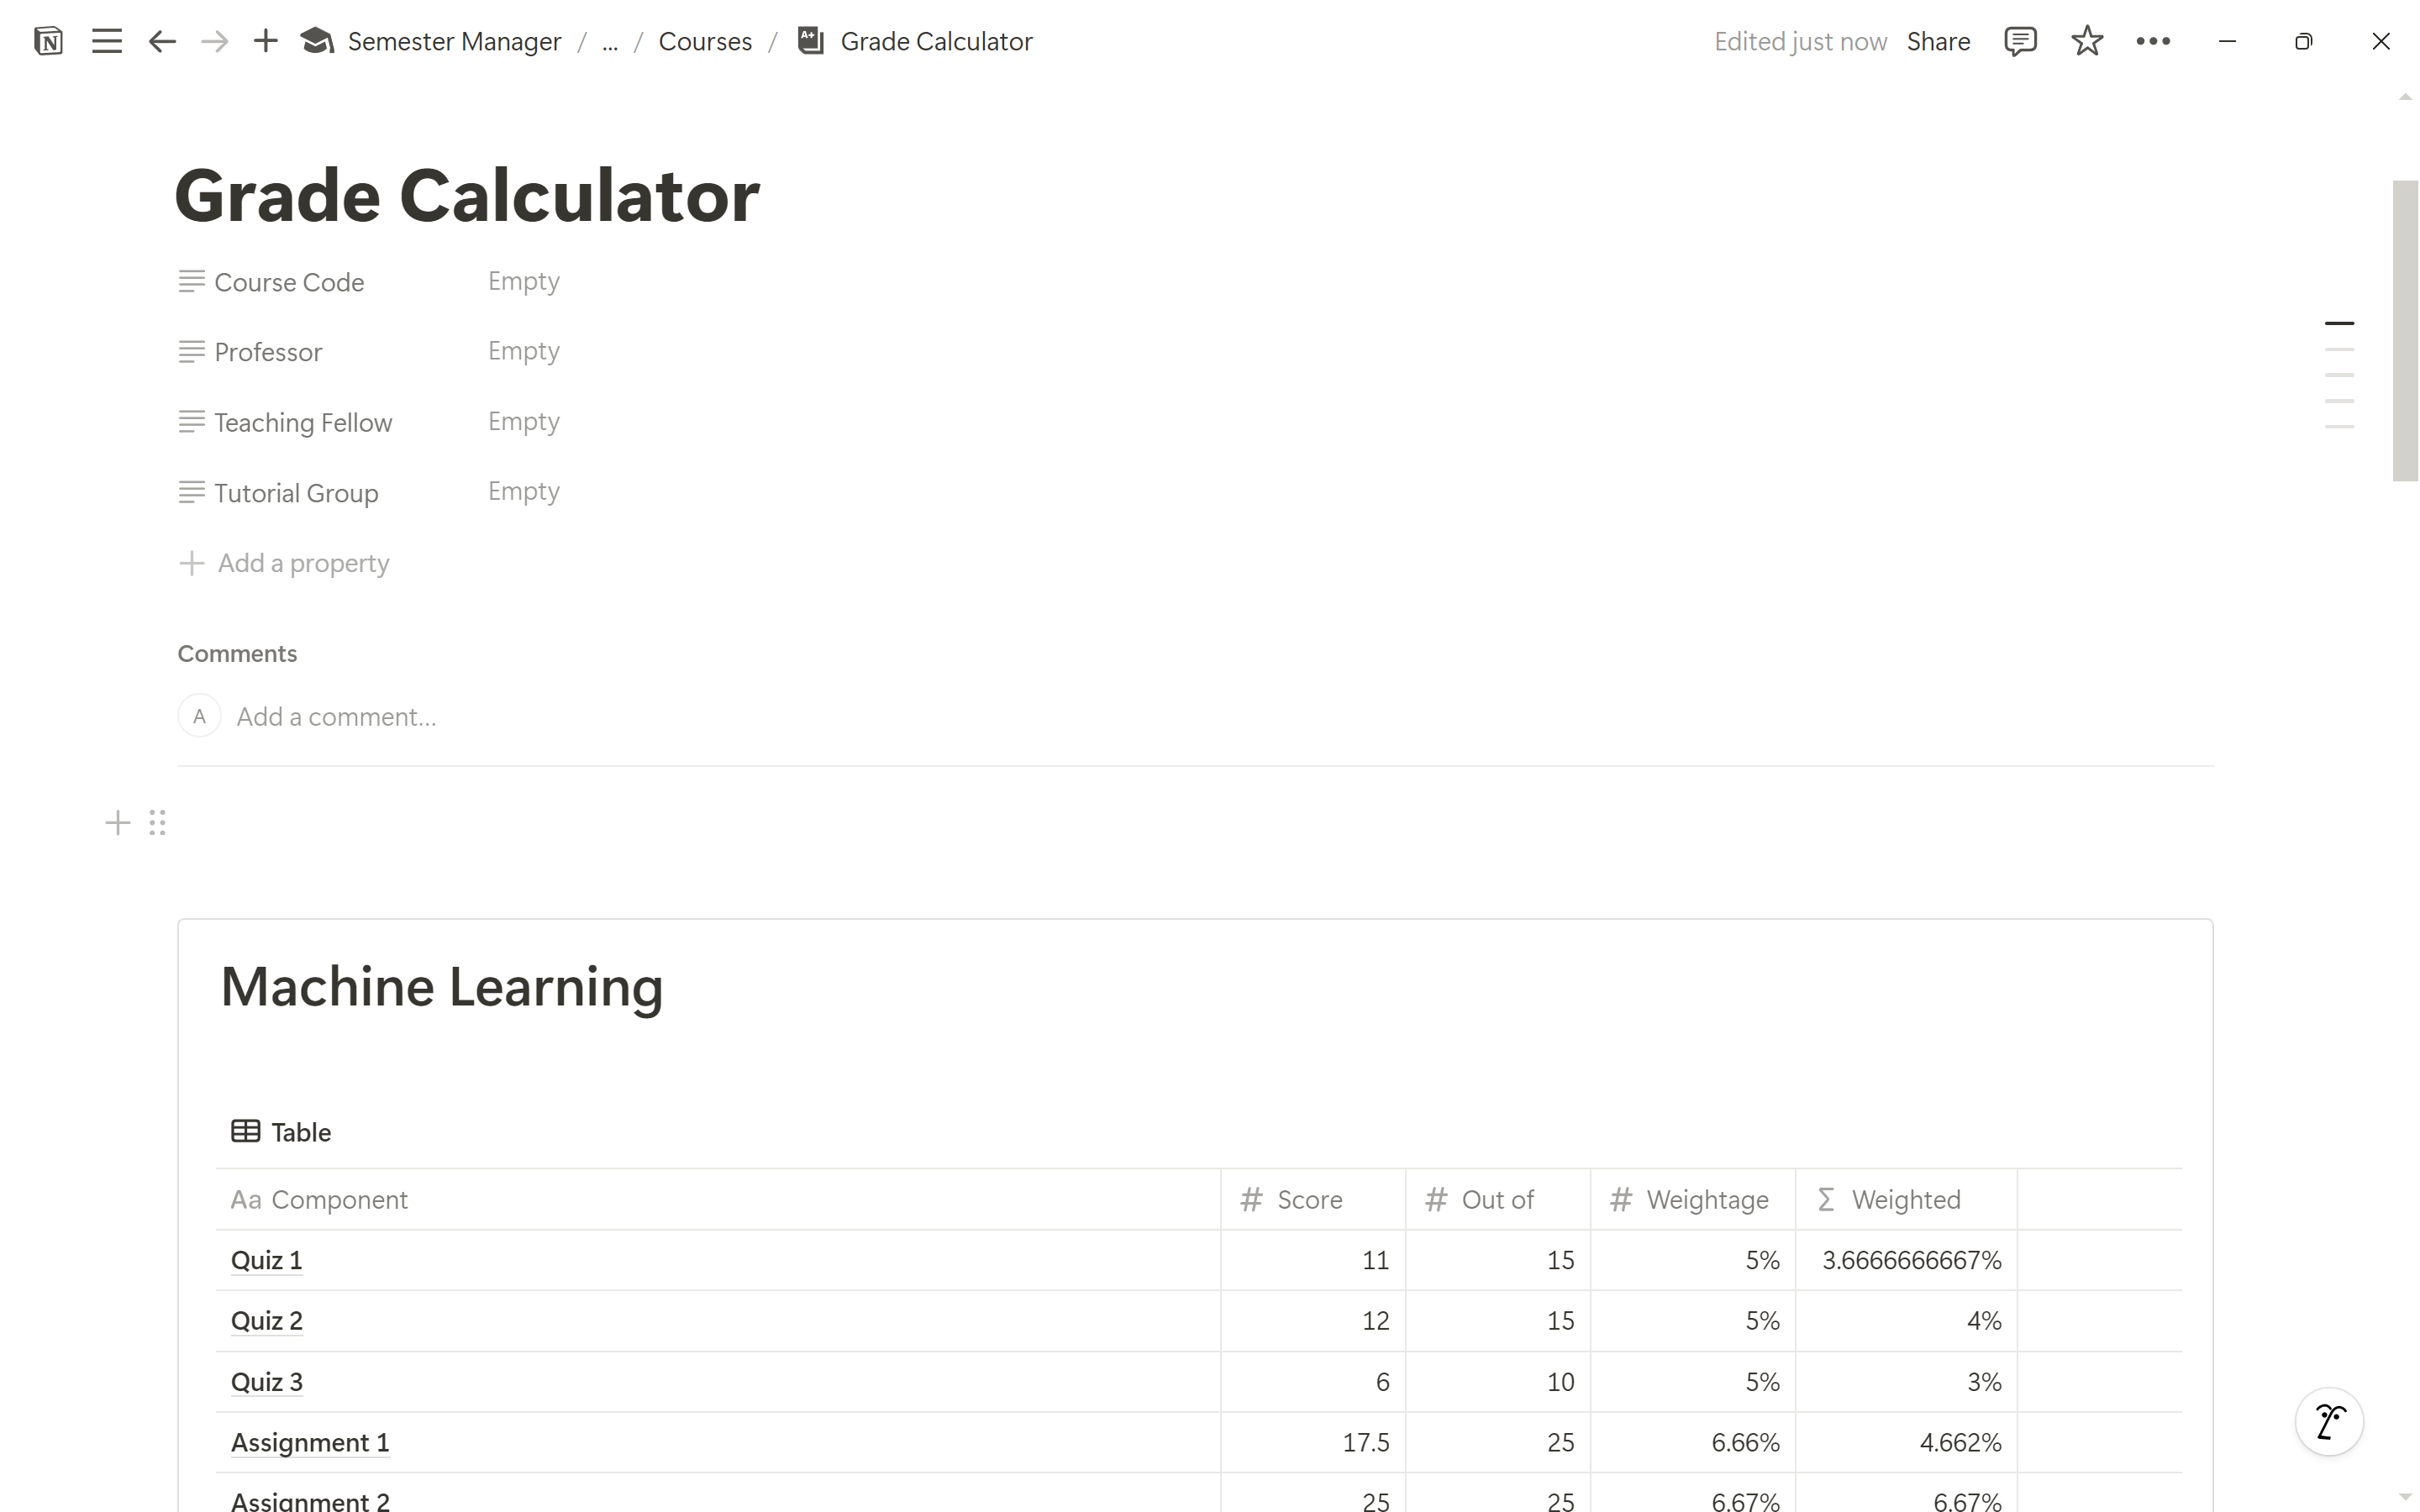 Semester Manager / ... / Courses / Grade Calculator Edited just now Share
Grade Calculator
Course Code Empty
Professor Empty
Teaching Fellow Empty
Tutorial Group Empty
Add a property
Comments
A Add a comment...
Machine Learning
Table
Aa Component # Score # Out of # Weightage Σ Weighted
Quiz 1 11 15 5% 3.6666666667%
Quiz 2 12 15 5% 4%
Quiz 3 6 10 5% 3%
Assignment 1 17.5 25 6.66% 4.662%
Assignment 2 25 25 6.67% 6.67%